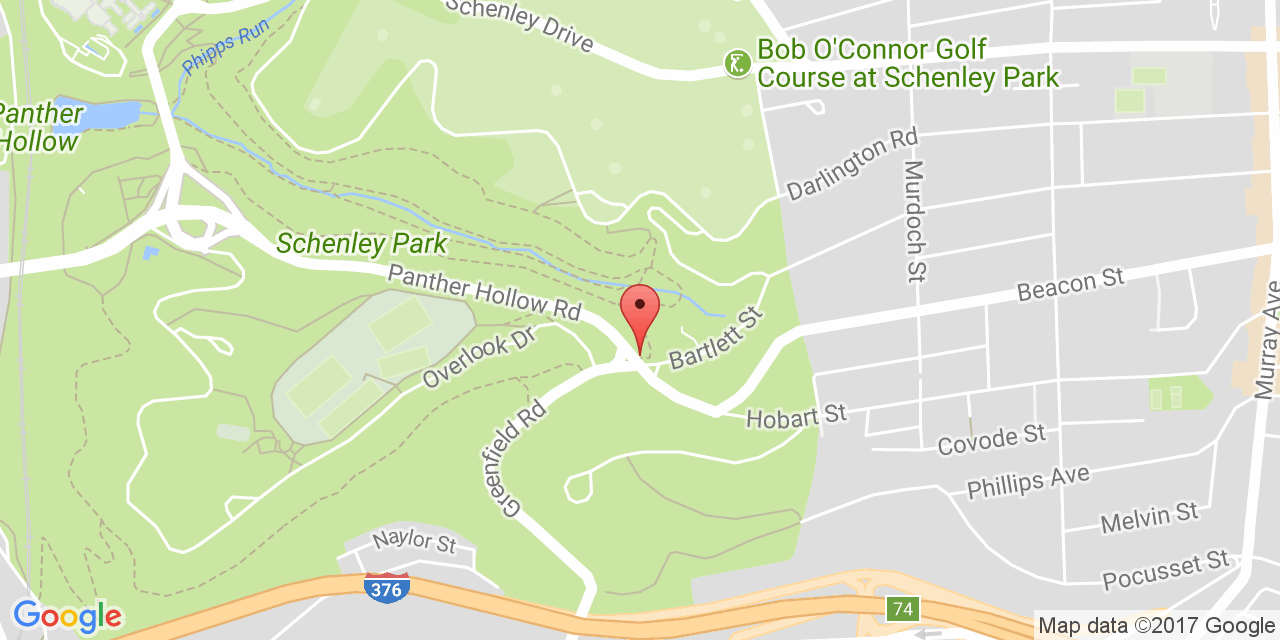 Schenley Drive
Phipps Run
Bob O'Connor Golf
Course at Schenley Park
Panther
Hollow
Darlington Rd
Murdoch St
Schenley Park
Panther Hollow Rd
Beacon St
Murray Ave
Overlook Dr
Bartlett St
Hobart St
Greenfield Rd
Covode St
Phillips Ave
Melvin St
Naylor St
Pocusset St
376
74
Google
Map data ©2017 Google